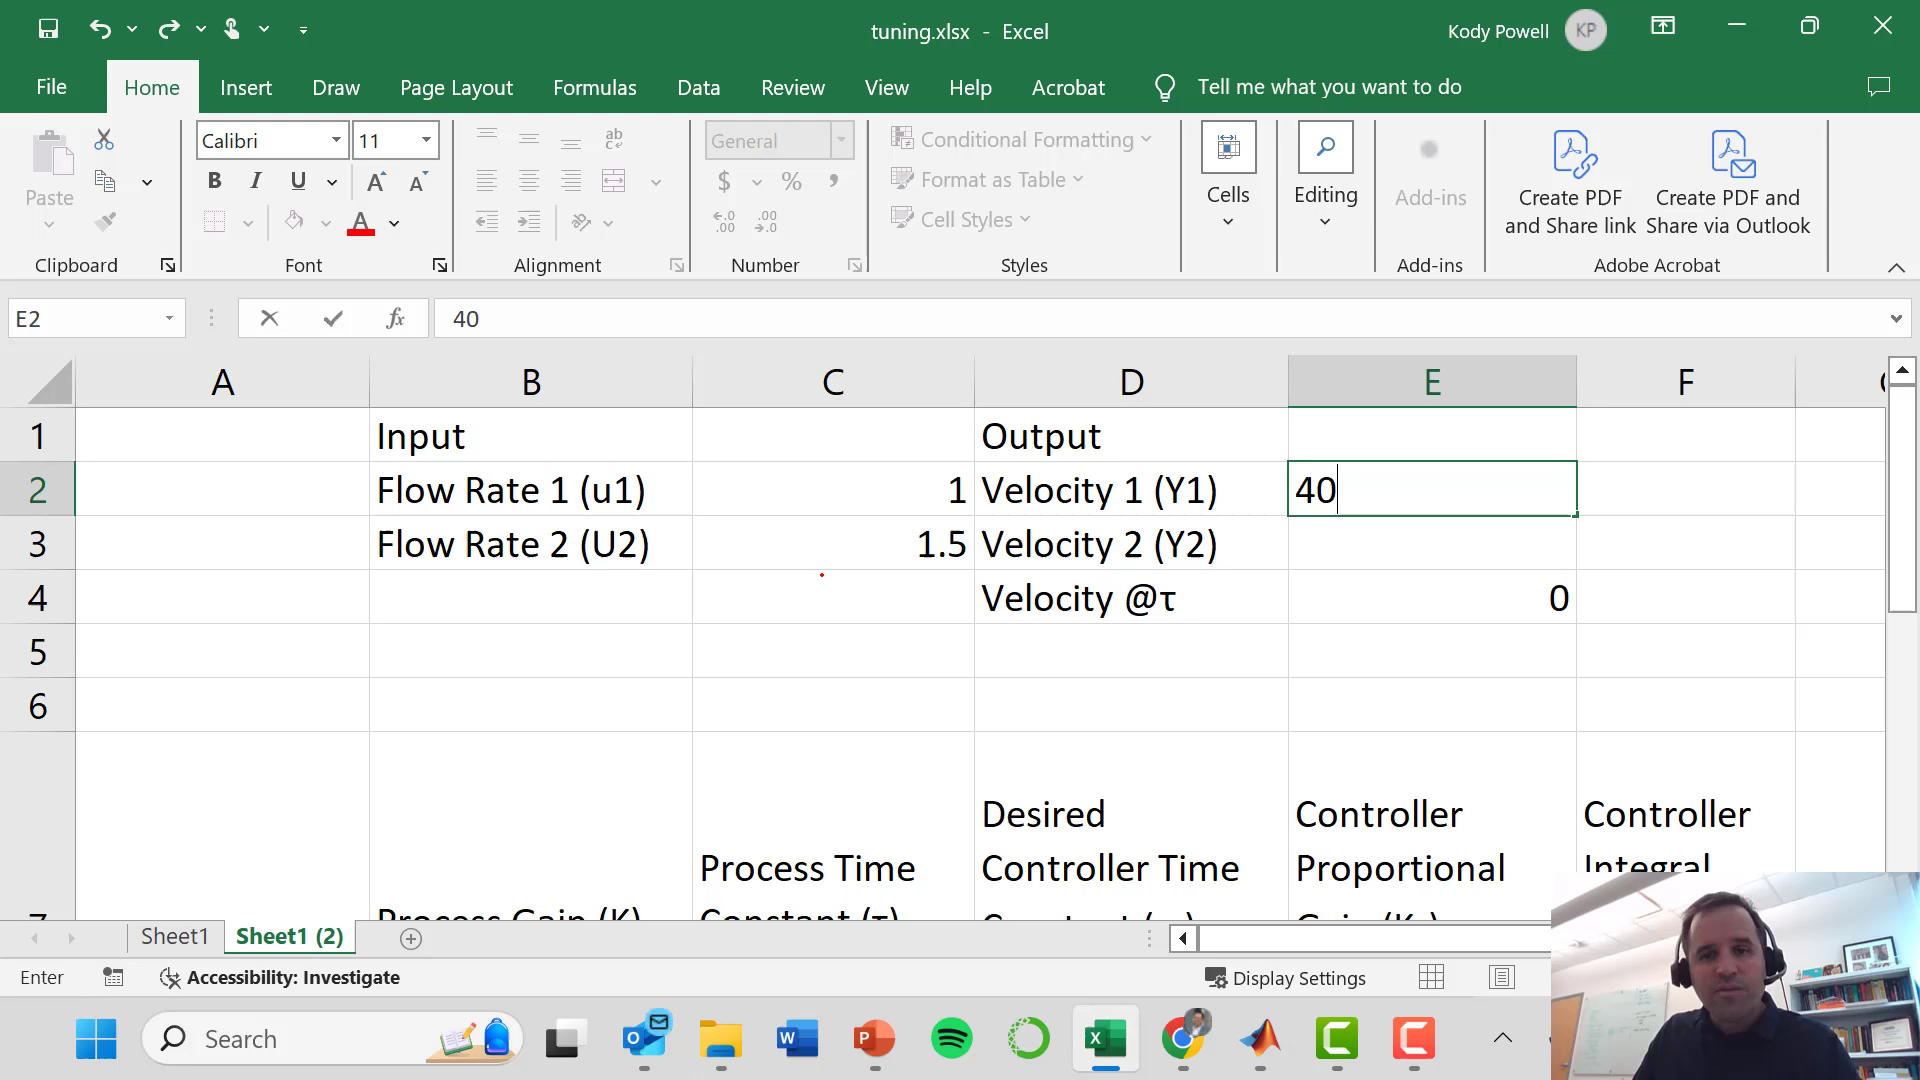 tuning.xlsx - Excel
Kody Powell
KP
File
Home
Insert
Draw
Page Layout
Formulas
Data
Review
View
Help
Acrobat
Tell me what you want to do
Paste
Clipboard
Calibri
11
B I U
A A
A
Font
ab
Alignment
General
$ % ,
Number
Conditional Formatting
Format as Table
Cell Styles
Styles
Cells
Editing
Add-ins
Add-ins
Create PDF
and Share link
Create PDF and
Share via Outlook
Adobe Acrobat
E2
fx
40
A B C D E F
1 Input Output
2 Flow Rate 1 (u1) 1 Velocity 1 (Y1) 40
3 Flow Rate 2 (U2) 1.5 Velocity 2 (Y2)
4 Velocity @τ 0
5
6
Desired Controller Controller
Process Time Controller Time Proportional Integral
7 Process Gain (K) Constant (τ)
Sheet1
Sheet1 (2)
Enter
Accessibility: Investigate
Display Settings
Search